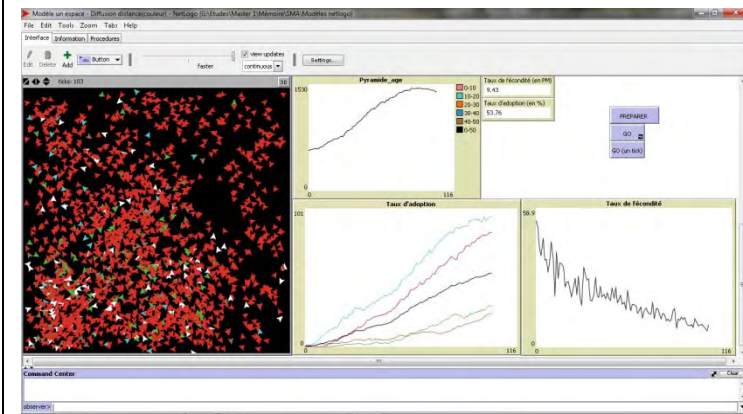 Modèle un espace - Diffusion distance(couleur) - NetLogo {G:\Etudes\Master 1\Mémoire\SMA\Modèles netlogo}
File Edit Tools Zoom Tabs Help
Interface Information Procedures
Edit Delete Add Button faster view updates continuous Settings...
ticks: 103 3D
Pyramide_age
1530
0
0 116
0-10
10-20
20-30
30-40
40-50
0-50
Taux de fécondité (en PM)
9.43
Taux d'adoption (en %)
53.76
PREPARER
GO
GO (un tick)
Taux d'adoption
101
0
0 116
Taux de fécondité
50.9
0
0 116
Command Center Clear
observer>